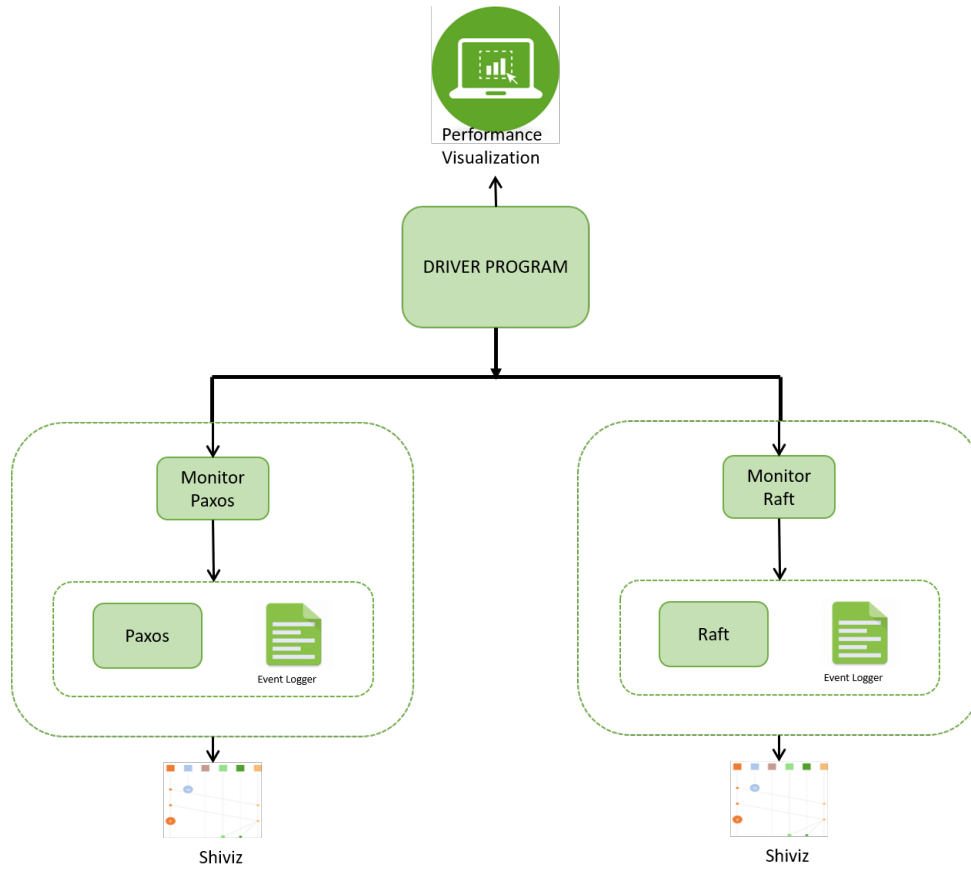 Performance
Visualization
DRIVER PROGRAM
Monitor
Paxos
Monitor
Raft
Paxos
Event Logger
Raft
Event Logger
Shiviz
Shiviz